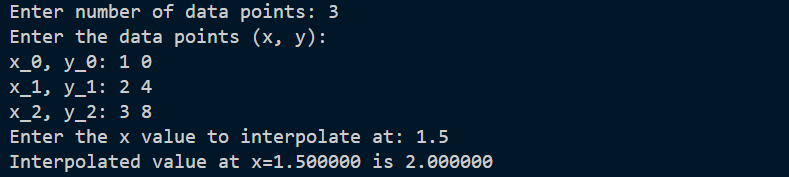 Enter number of data points: 3
Enter the data points (x, y):
x_0, y_0: 1 0
x_1, y_1: 2 4
x_2, y_2: 3 8
Enter the x value to interpolate at: 1.5
Interpolated value at x=1.500000 is 2.000000